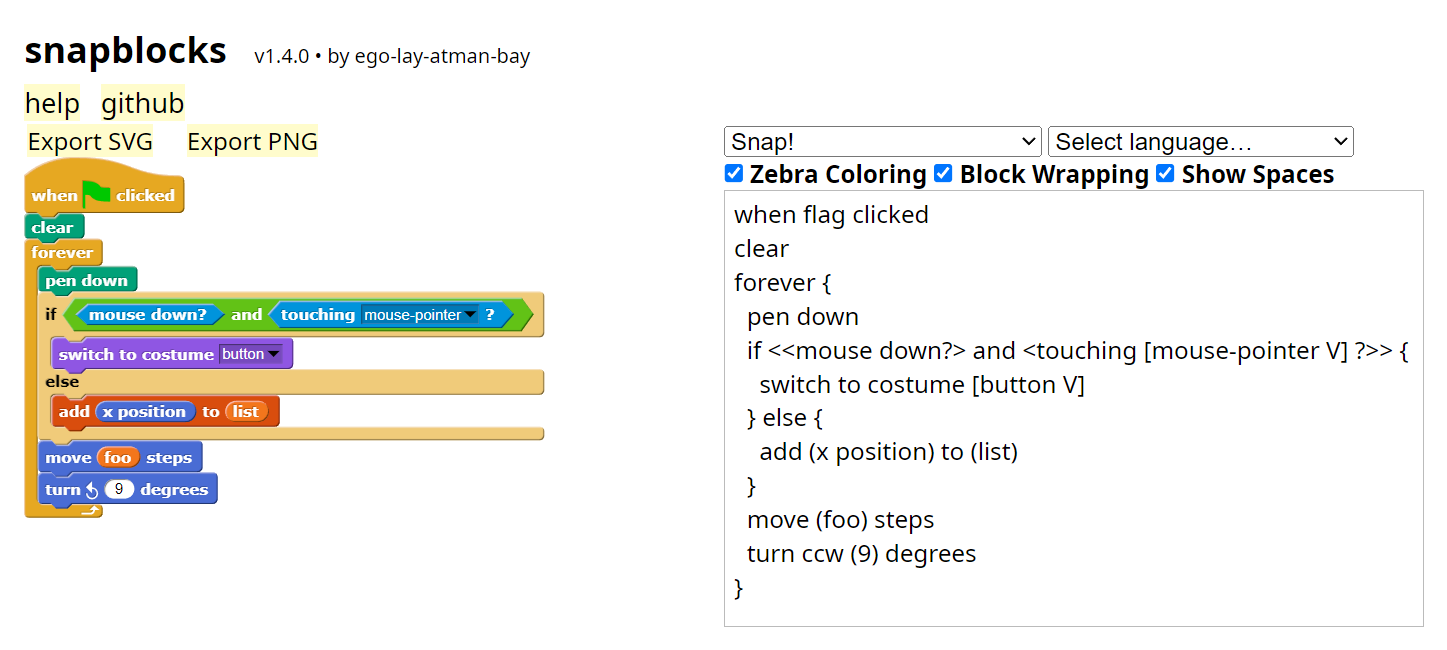 snapblocks v1.4.0 • by ego-lay-atman-bay
help github
Export SVG Export PNG
when clicked
clear
forever
pen down
if mouse down? and touching mouse-pointer ?
switch to costume button
else
add x position to list
move foo steps
turn 9 degrees
Snap! Select language…
Zebra Coloring Block Wrapping Show Spaces
when flag clicked
clear
forever {
pen down
if <<mouse down?> and <touching [mouse-pointer V] ?>> {
switch to costume [button V]
} else {
add (x position) to (list)
}
move (foo) steps
turn ccw (9) degrees
}